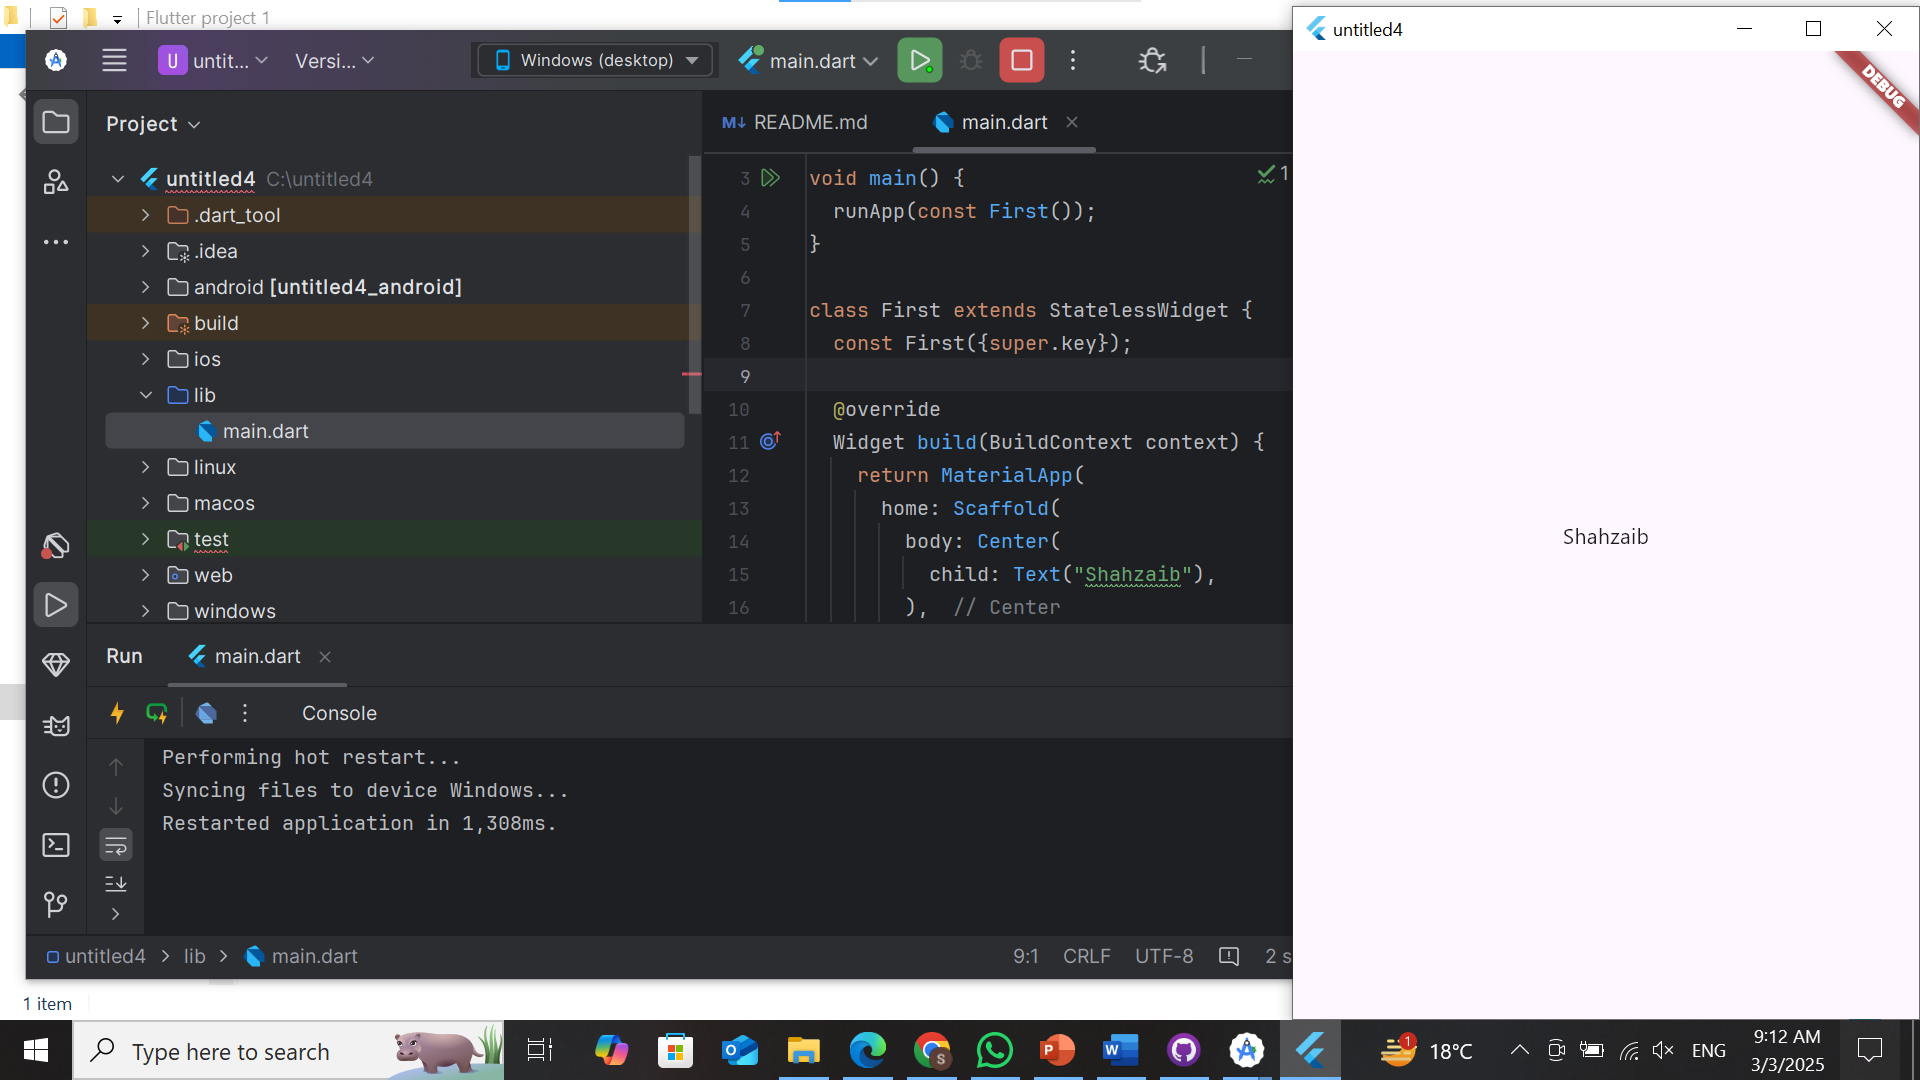 Flutter project 1
untitled4
DEBUG
U untit...
Versi...
Windows (desktop)
main.dart
Project
README.md
main.dart
untitled4 C:\untitled4
.dart_tool
.idea
android [untitled4_android]
build
ios
lib
main.dart
linux
macos
test
web
windows
1
3 void main() {
4 runApp(const First());
5 }
6
7 class First extends StatelessWidget {
8 const First({super.key});
9
10 @override
11 Widget build(BuildContext context) {
12 return MaterialApp(
13 home: Scaffold(
14 body: Center(
15 child: Text("Shahzaib"),
16 ), // Center
Shahzaib
Run
main.dart
Console
Performing hot restart...
Syncing files to device Windows...
Restarted application in 1,308ms.
untitled4 > lib > main.dart
9:1 CRLF UTF-8 2 s
1 item
Type here to search
1
18°C
ENG
9:12 AM
3/3/2025